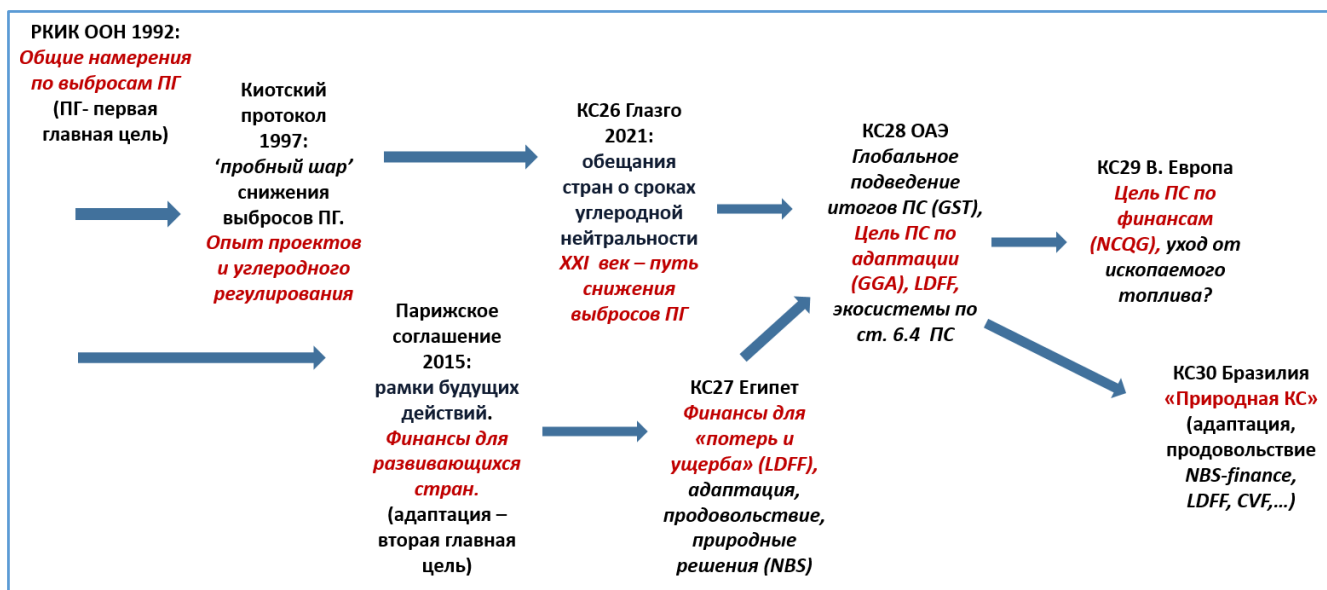 РКИК ООН 1992:
Общие намерения
по выбросам ПГ
(ПГ- первая
главная цель)
Киотский
протокол
1997:
‘пробный шар’
снижения
выбросов ПГ.
Опыт проектов
и углеродного
регулирования
Парижское
соглашение
2015:
рамки будущих
действий.
Финансы для
развивающихся
стран.
(адаптация –
вторая главная
цель)
КС26 Глазго
2021:
обещания
стран о сроках
углеродной
нейтральности
XXI век – путь
снижения
выбросов ПГ
КС27 Египет
Финансы для
«потерь и
ущерба» (LDFF),
адаптация,
продовольствие,
природные
решения (NBS)
КС28 ОАЭ
Глобальное
подведение
итогов ПС (GST),
Цель ПС по
адаптации
(GGA), LDFF,
экосистемы по
ст. 6.4 ПС
КС29 В. Европа
Цель ПС по
финансам
(NCQG), уход от
ископаемого
топлива?
КС30 Бразилия
«Природная КС»
(адаптация,
продовольствие
NBS-finance,
LDFF, CVF,...)